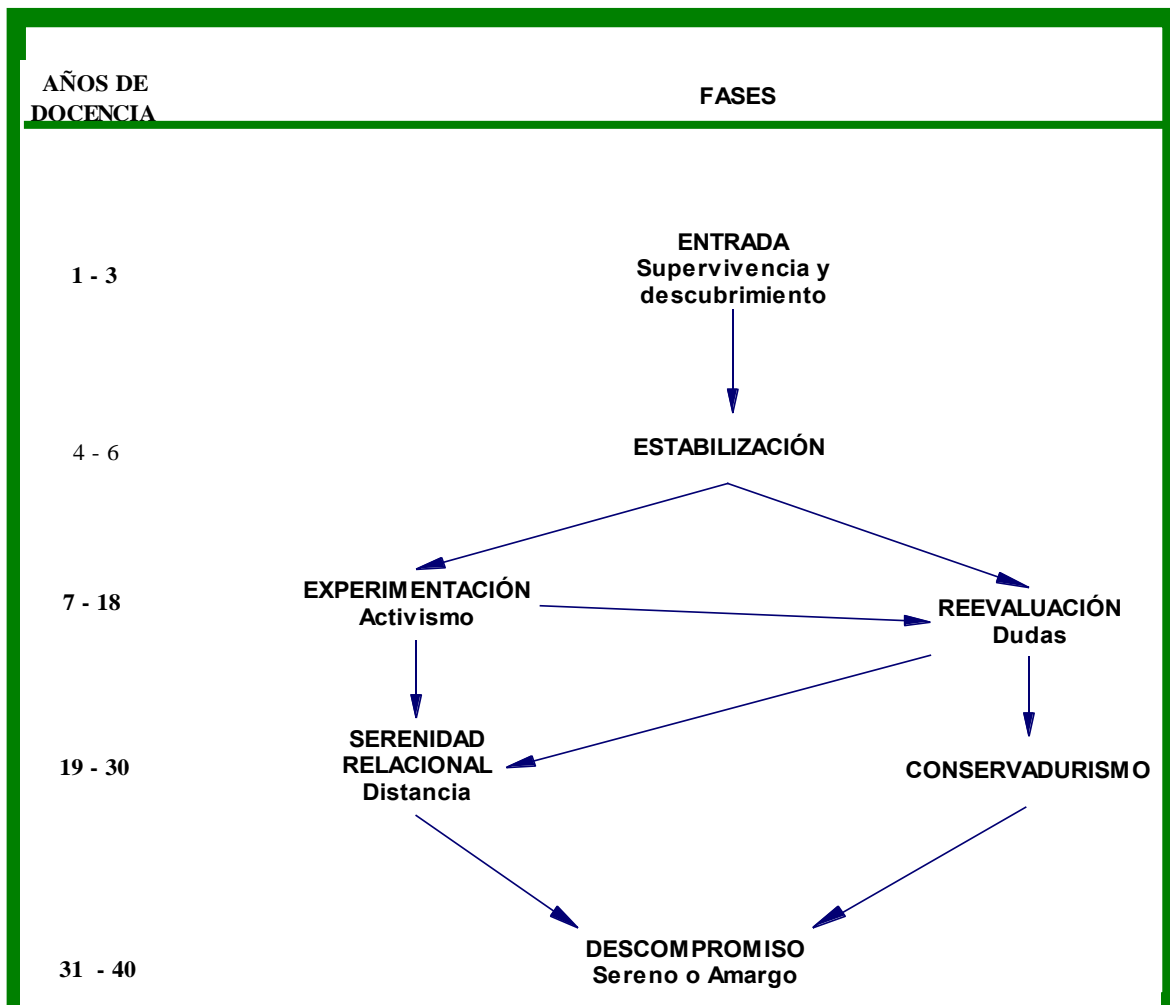 AÑOS DE
DOCENCIA
FASES
1 - 3
ENTRADA
Supervivencia y
descubrimiento
4 - 6
ESTABILIZACIÓN
7 - 18
EXPERIMENTACIÓN
Activismo
REEVALUACIÓN
Dudas
19 - 30
SERENIDAD
RELACIONAL
Distancia
CONSERVADURISMO
31 - 40
DESCOMPROMISO
Sereno o Amargo